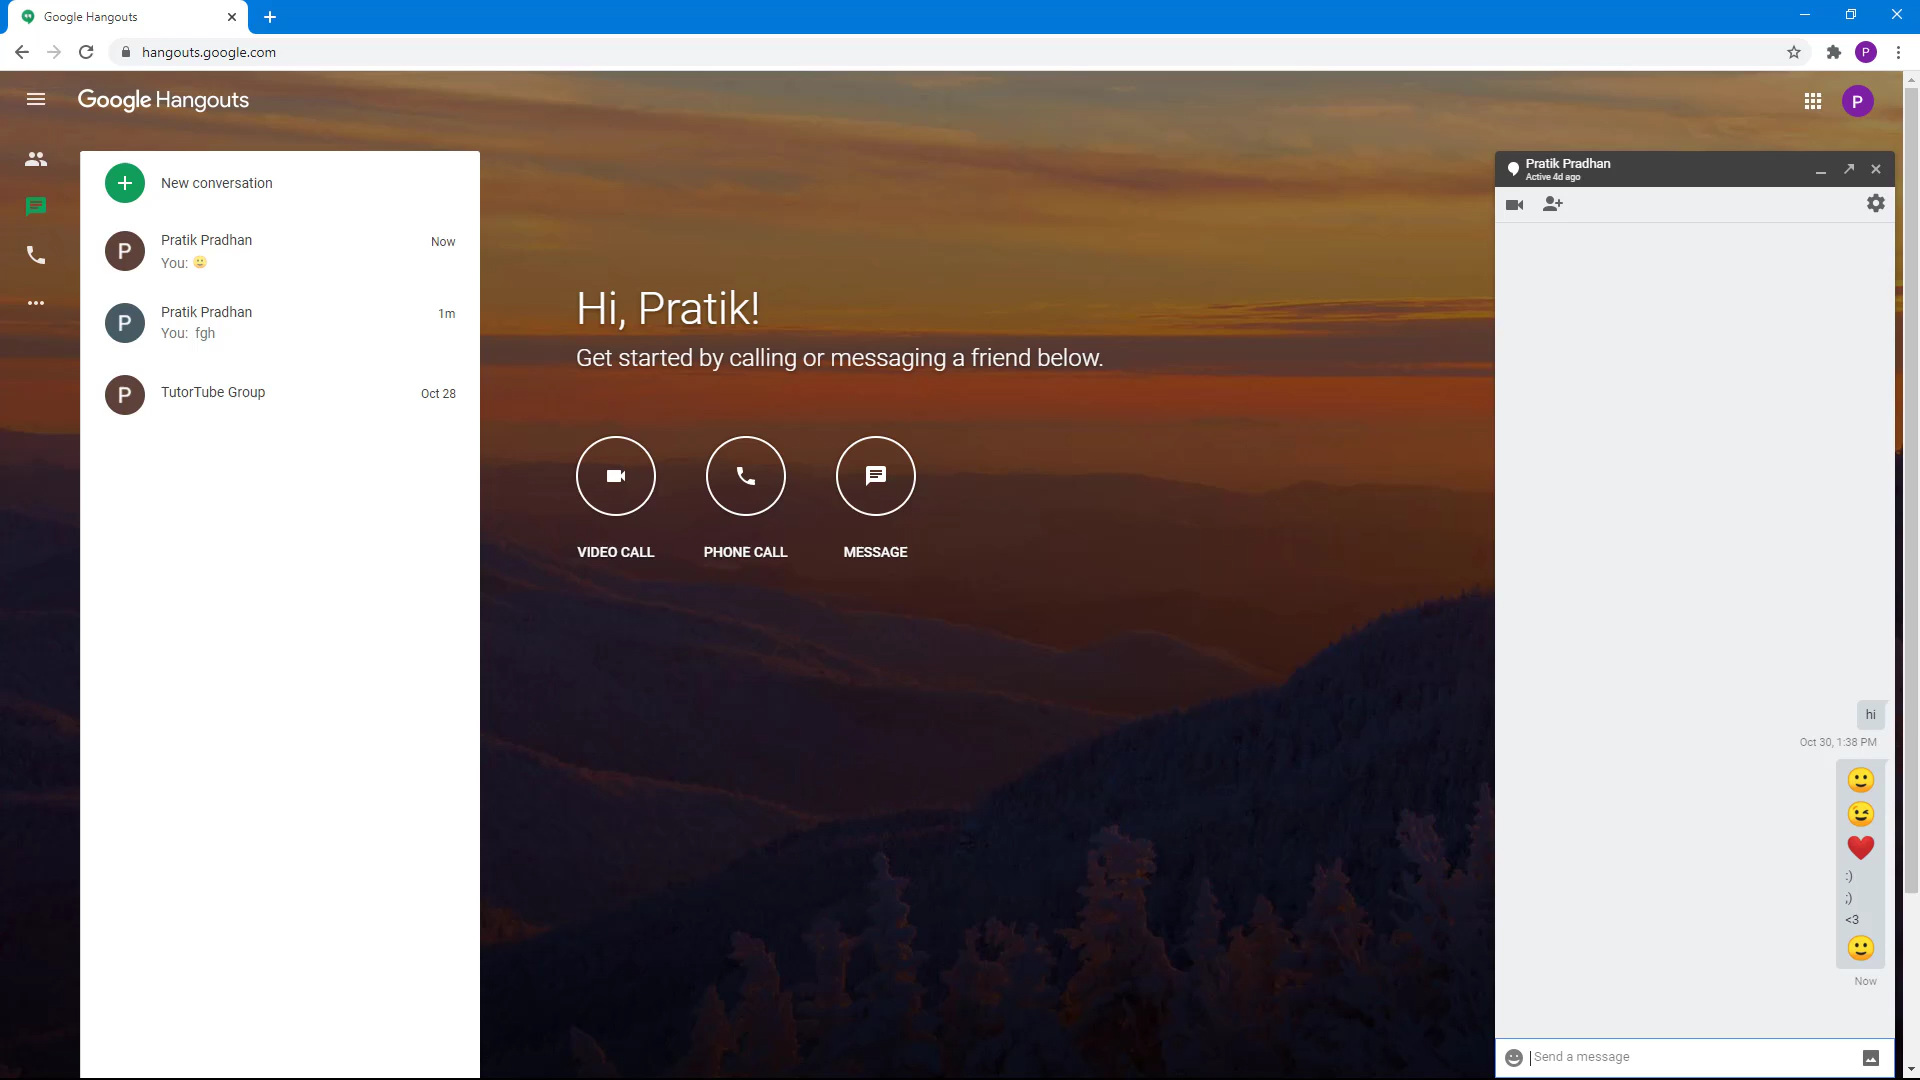 Google Hangouts
hangouts.google.com
P
Google Hangouts
P
New conversation
P
Pratik Pradhan
Now
You: 🙂
P
Pratik Pradhan
1m
You: fgh
P
TutorTube Group
Oct 28
Hi, Pratik!
Get started by calling or messaging a friend below.
VIDEO CALL
PHONE CALL
MESSAGE
Pratik Pradhan
Active 4d ago
hi
Oct 30, 1:38 PM
🙂
😉
❤️
:)
;)
<3
🙂
Now
Send a message